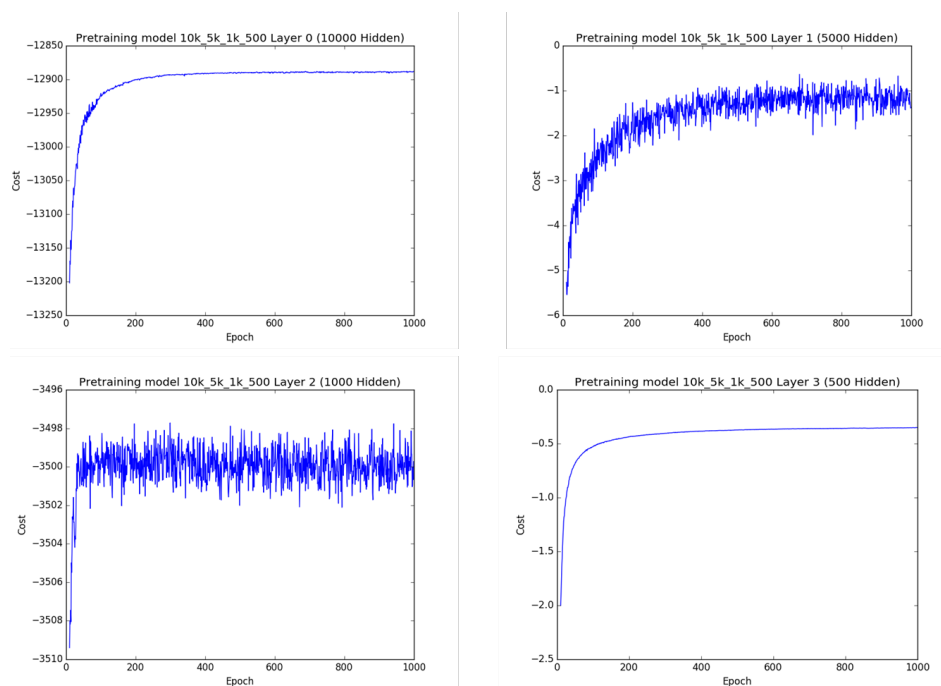 Pretraining model 10k_5k_1k_500 Layer 0 (10000 Hidden)
−12850
−12900
−12950
−13000
−13050
−13100
−13150
−13200
−13250
Cost
0 200 400 600 800 1000
Epoch
Pretraining model 10k_5k_1k_500 Layer 1 (5000 Hidden)
0
−1
−2
−3
−4
−5
−6
Cost
0 200 400 600 800 1000
Epoch
Pretraining model 10k_5k_1k_500 Layer 2 (1000 Hidden)
−3496
−3498
−3500
−3502
−3504
−3506
−3508
−3510
Cost
0 200 400 600 800 1000
Epoch
Pretraining model 10k_5k_1k_500 Layer 3 (500 Hidden)
0.0
−0.5
−1.0
−1.5
−2.0
−2.5
Cost
0 200 400 600 800 1000
Epoch